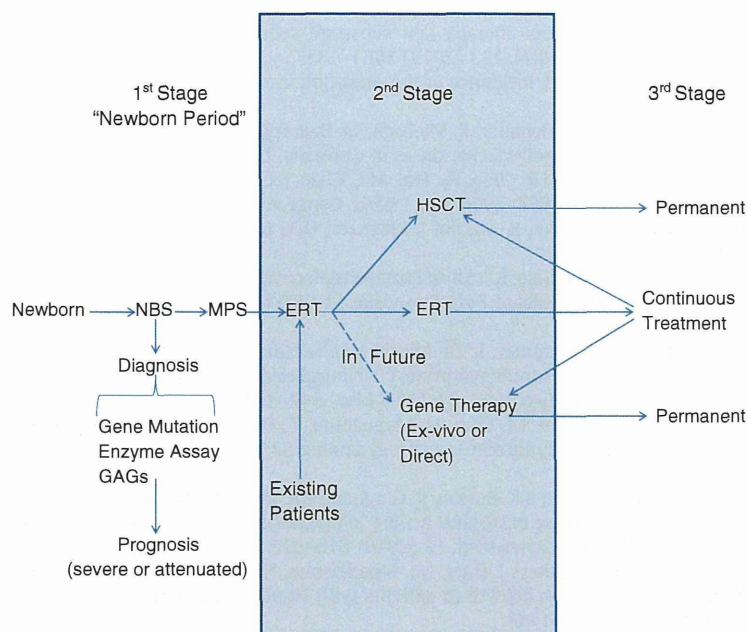 1st Stage
"Newborn Period"
2nd Stage
3rd Stage
HSCT
Permanent
Newborn
NBS
MPS
ERT
ERT
Continuous
Treatment
In Future
Diagnosis
Gene Mutation
Enzyme Assay
GAGs
Gene Therapy
(Ex-vivo or
Direct)
Permanent
Existing
Patients
Prognosis
(severe or attenuated)